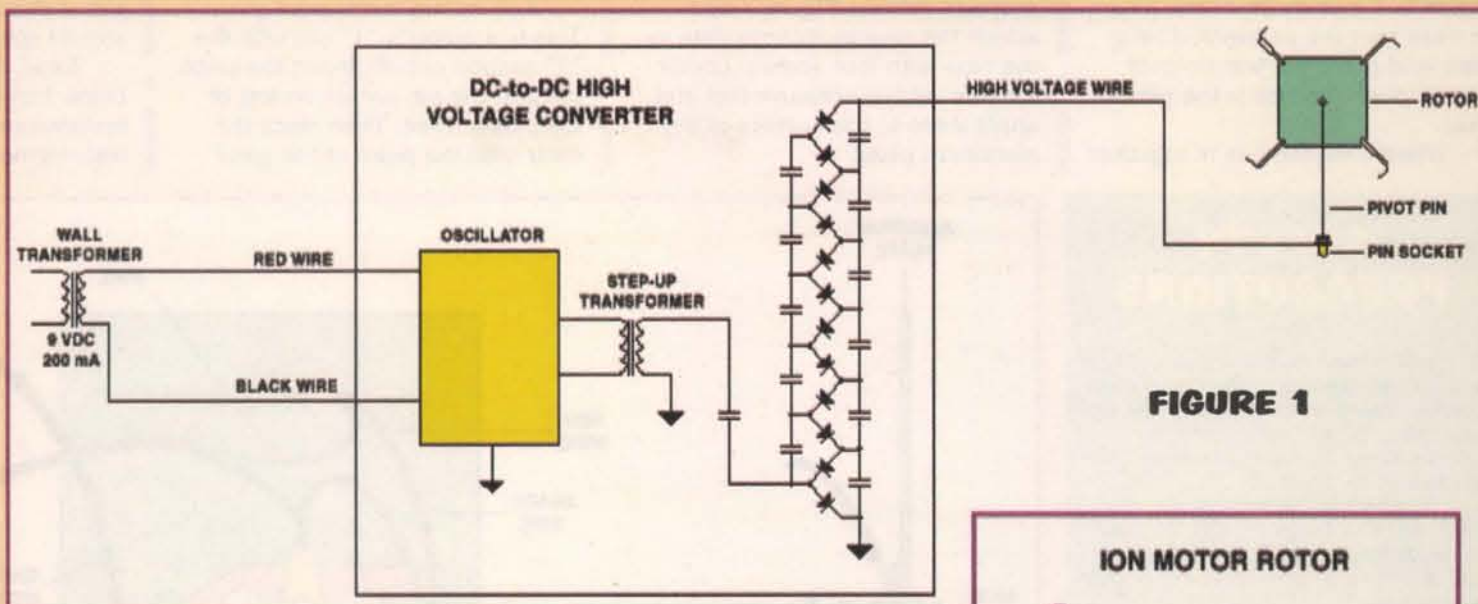 DC-to-DC HIGH
VOLTAGE CONVERTER
HIGH VOLTAGE WIRE
ROTOR
PIVOT PIN
PIN SOCKET
WALL
TRANSFORMER
RED WIRE
OSCILLATOR
STEP-UP
TRANSFORMER
9 VDC
200 mA
BLACK WIRE
FIGURE 1
ION MOTOR ROTOR